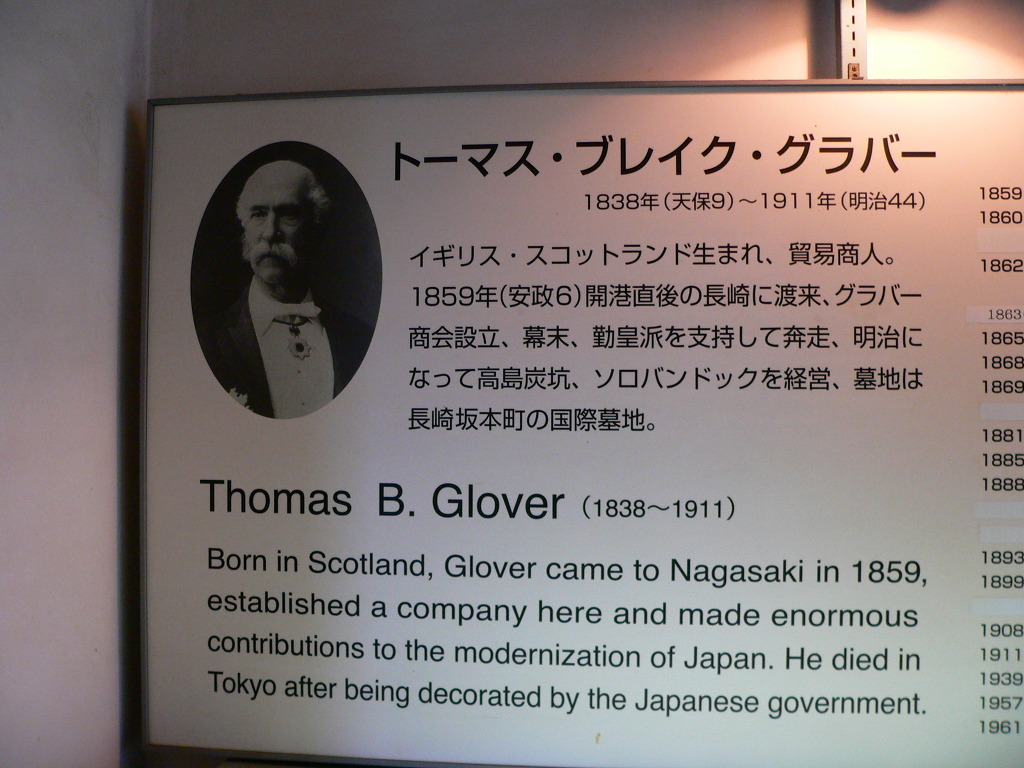 トーマス・ブレイク・グラバー
1838年(天保9)～1911年(明治44)
イギリス・スコットランド生まれ、貿易商人。
1859年(安政6)開港直後の長崎に渡来、グラバー
商会設立、幕末、勤皇派を支持して奔走、明治に
なって高島炭坑、ソロバンドックを経営、墓地は
長崎坂本町の国際墓地。
Thomas B. Glover (1838～1911)
Born in Scotland, Glover came to Nagasaki in 1859,
established a company here and made enormous
contributions to the modernization of Japan. He died in
Tokyo after being decorated by the Japanese government.
1859
1860
1862
1863
1865
1868
1869
1881
1885
1888
1893
1899
1908
1911
1939
1957
1961